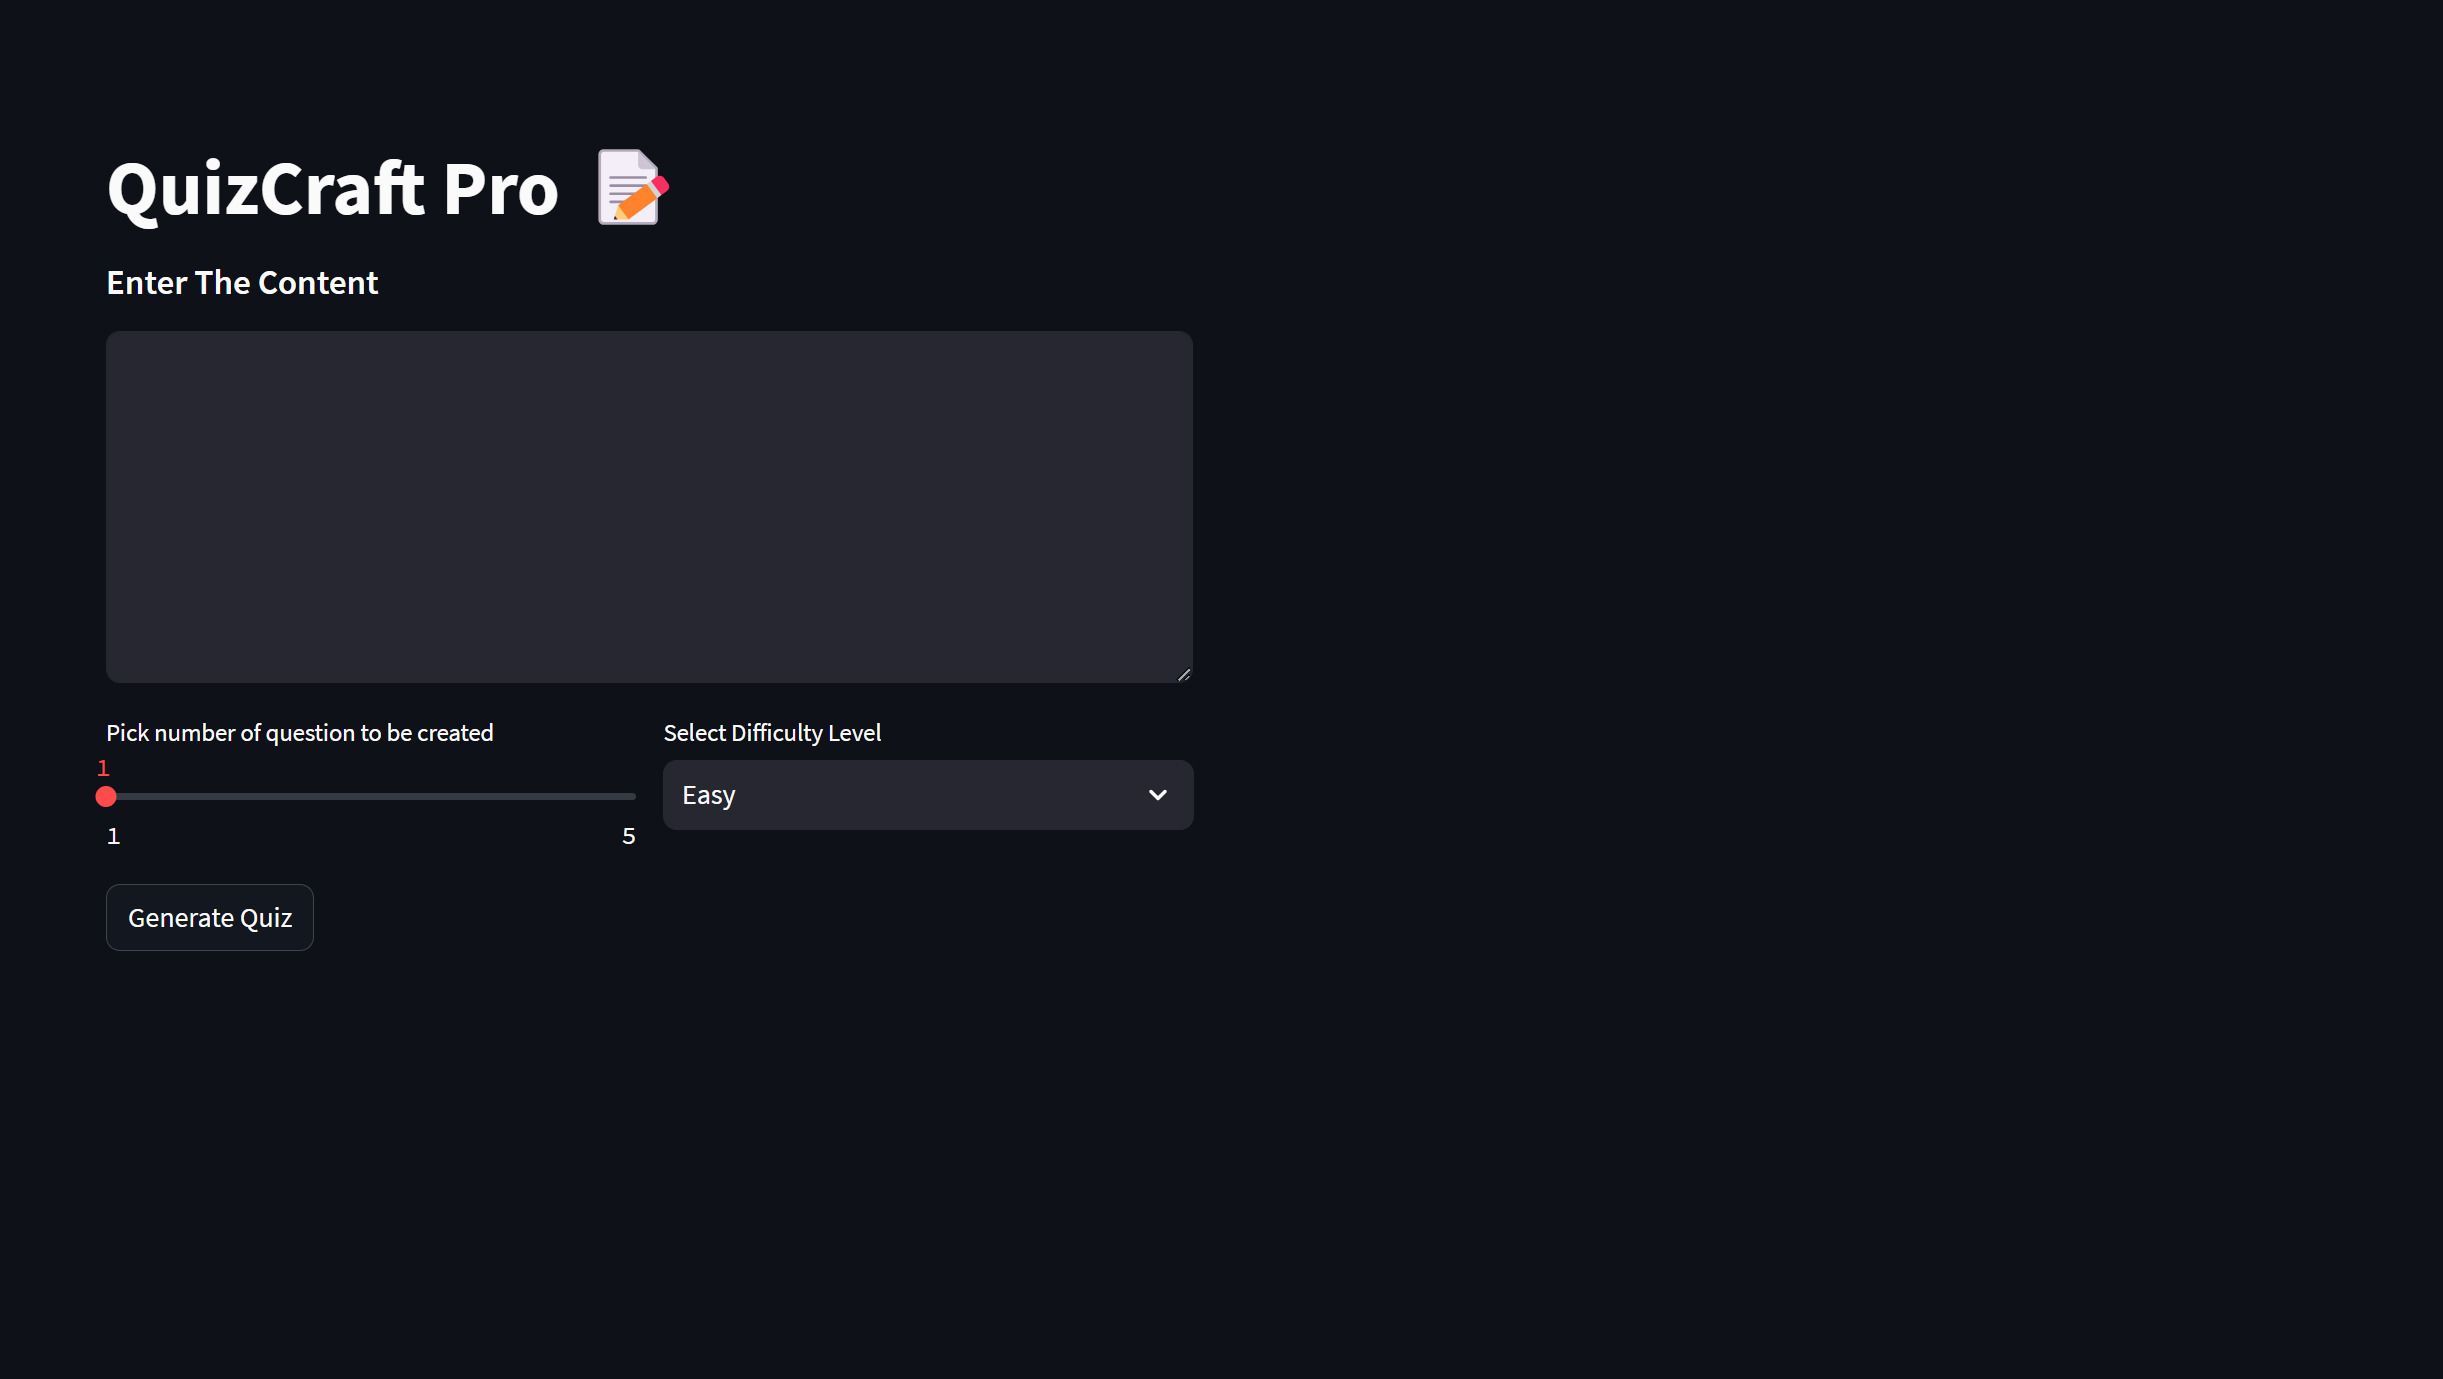 QuizCraft Pro
Enter The Content
Pick number of question to be created
Select Difficulty Level
1
Easy
1
5
Generate Quiz